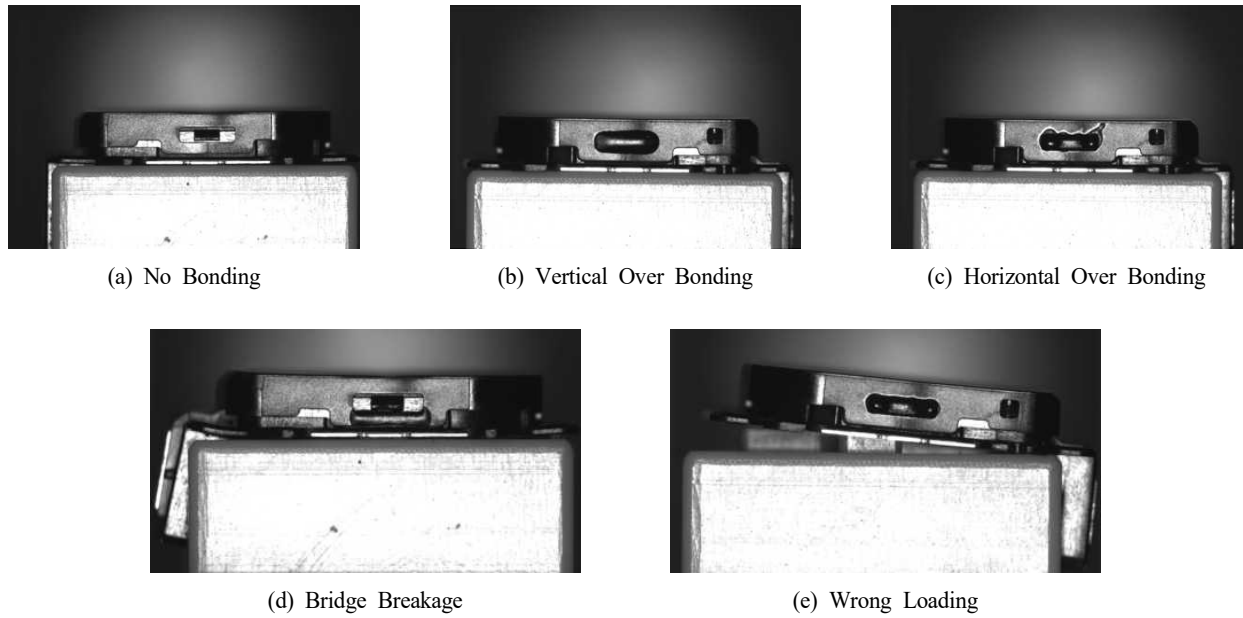 (a) No Bonding
(b) Vertical Over Bonding
(c) Horizontal Over Bonding
(d) Bridge Breakage
(e) Wrong Loading